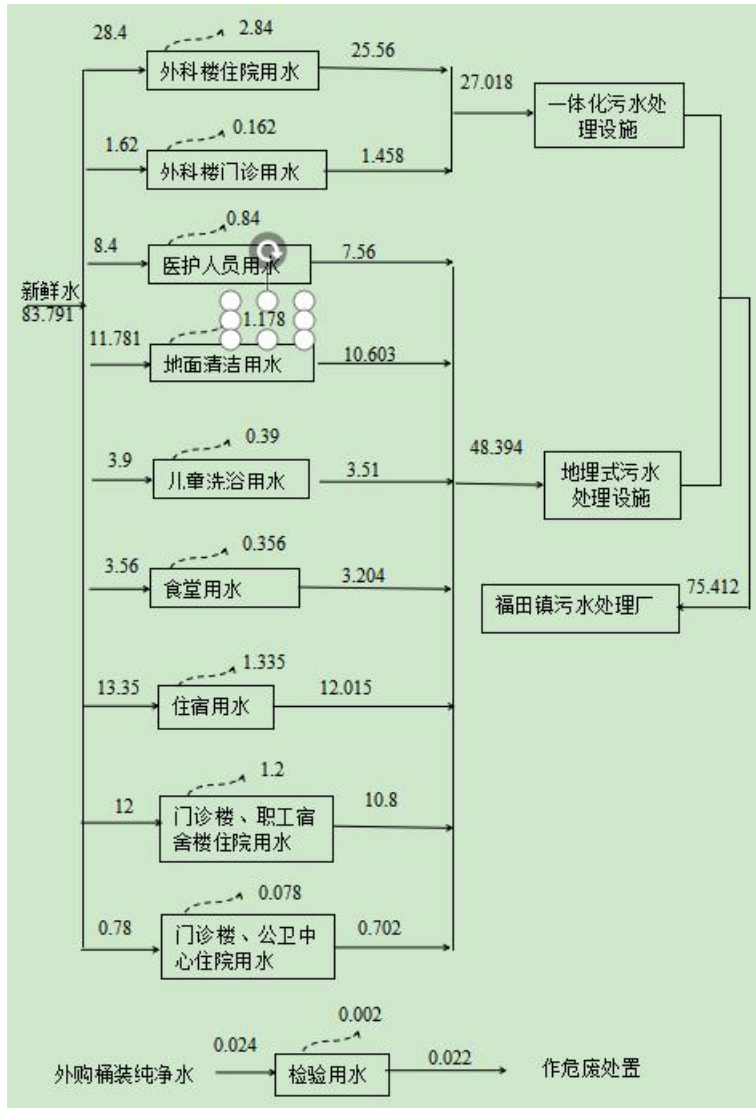 28.4
2.84
25.56
外科楼住院用水
27.018
一体化污水处
理设施
0.162
1.62
外科楼门诊用水
1.458
0.84
8.4
医护人员用水
7.56
新鲜水
83.791
1.178
11.781
地面清洁用水
10.603
0.39
3.9
儿童洗浴用水
3.51
48.394
地埋式污水
处理设施
0.356
3.56
食堂用水
3.204
75.412
福田镇污水处理厂
1.335
13.35
住宿用水
12.015
1.2
12
门诊楼、职工宿
舍楼住院用水
10.8
0.078
0.78
门诊楼、公卫中
心住院用水
0.702
0.002
外购桶装纯净水
0.024
检验用水
0.022
作危废处置